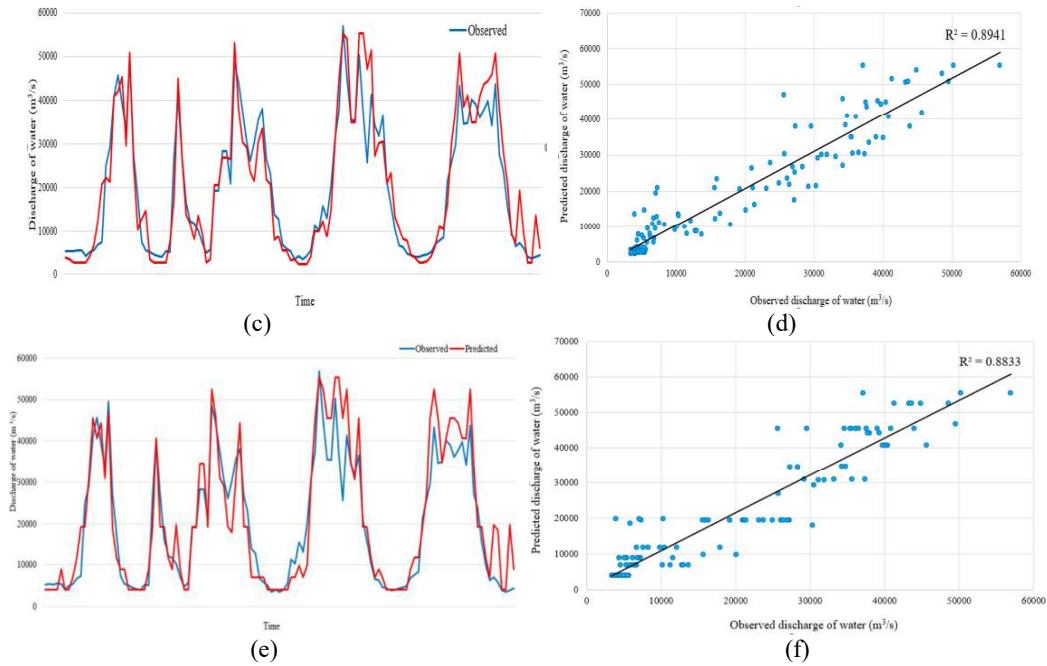 Observed
60000
50000
40000
30000
20000
10000
0
Discharge of water (m³/s)
Time
(c)
70000
60000
50000
40000
30000
20000
10000
0
Predicted discharge of water (m³/s)
R² = 0.8941
0 10000 20000 30000 40000 50000 60000
Observed discharge of water (m³/s)
(d)
Observed Predicted
60000
50000
40000
30000
20000
10000
0
Discharge of water (m³/s)
Time
(e)
70000
60000
50000
40000
30000
20000
10000
0
Predicted discharge of water (m³/s)
R² = 0.8833
0 10000 20000 30000 40000 50000 60000
Observed discharge of water (m³/s)
(f)